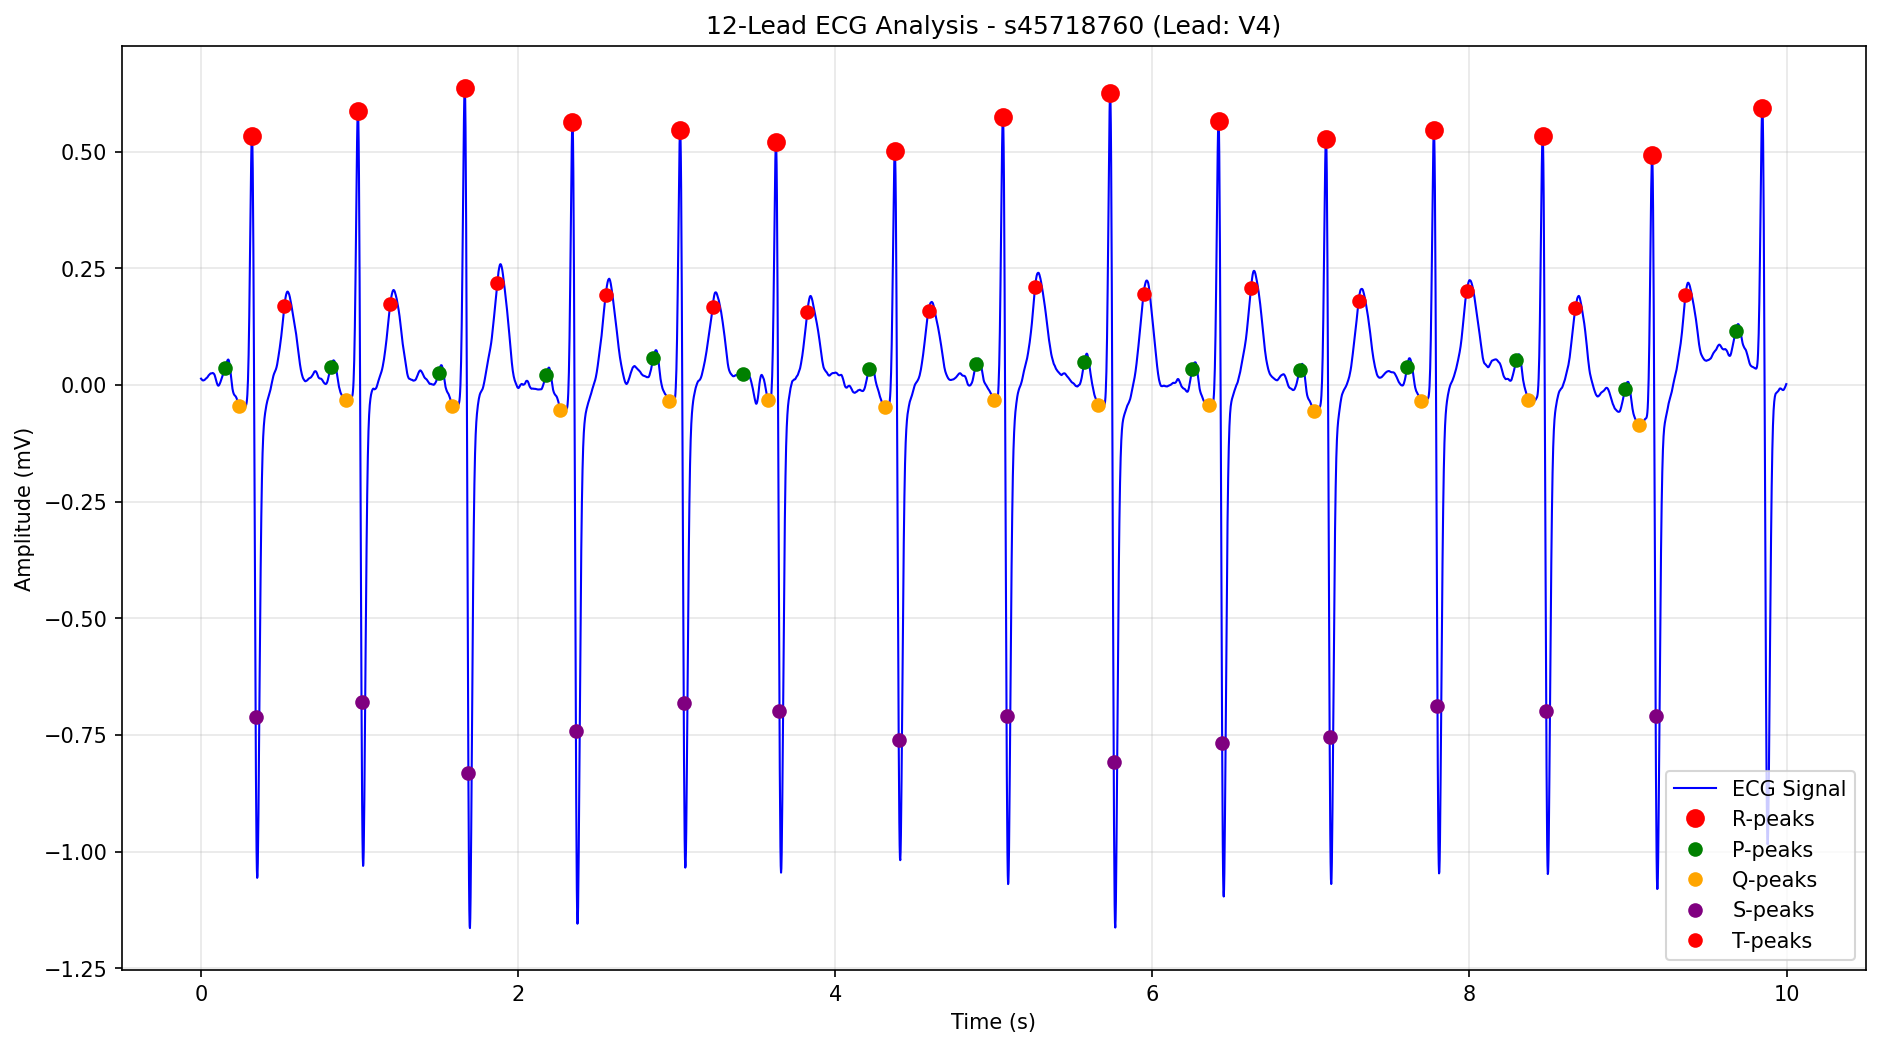 12-Lead ECG Analysis - s45718760 (Lead: V4)
Amplitude (mV)
0.50
0.25
0.00
−0.25
−0.50
−0.75
−1.00
−1.25
0
2
4
6
8
10
Time (s)
ECG Signal
R-peaks
P-peaks
Q-peaks
S-peaks
T-peaks